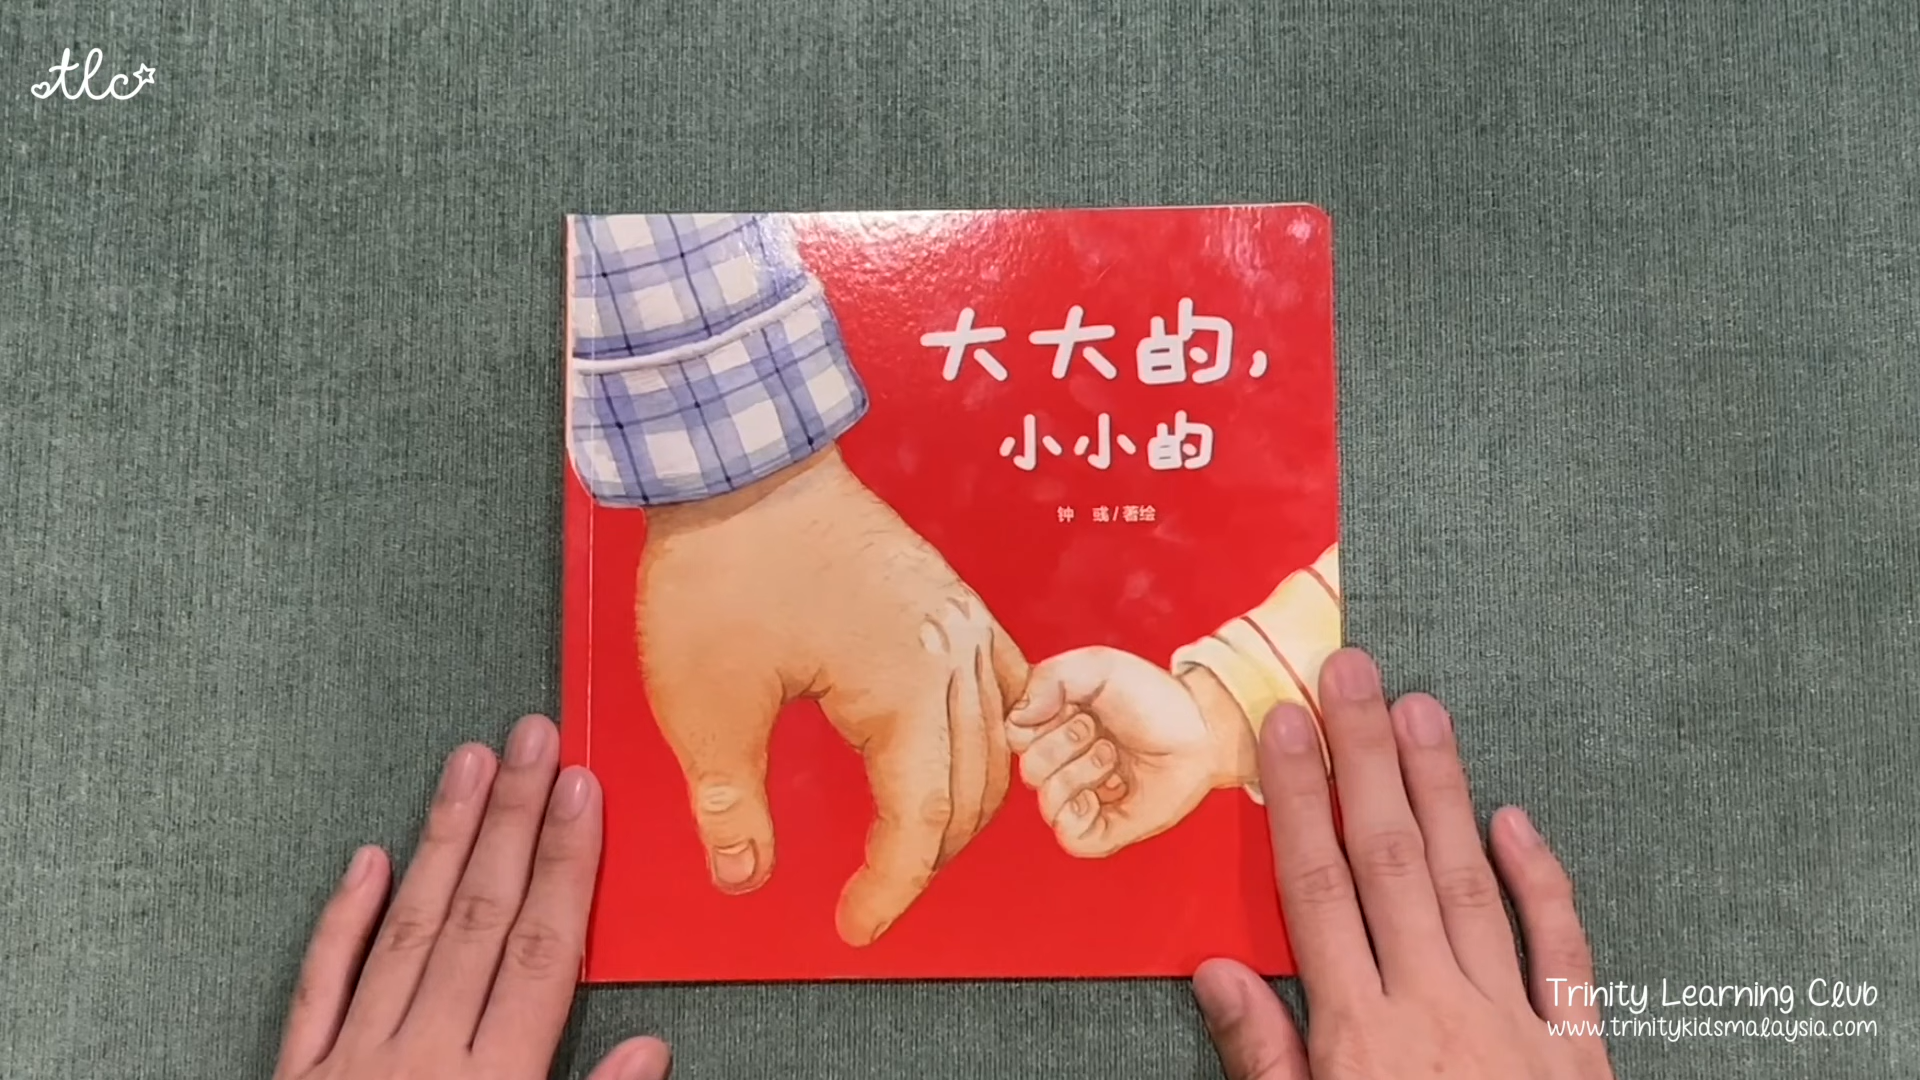 tlc
大大的,
小小的
钟 彧/著绘
Trinity Learning Club
www.trinitykidsmalaysia.com